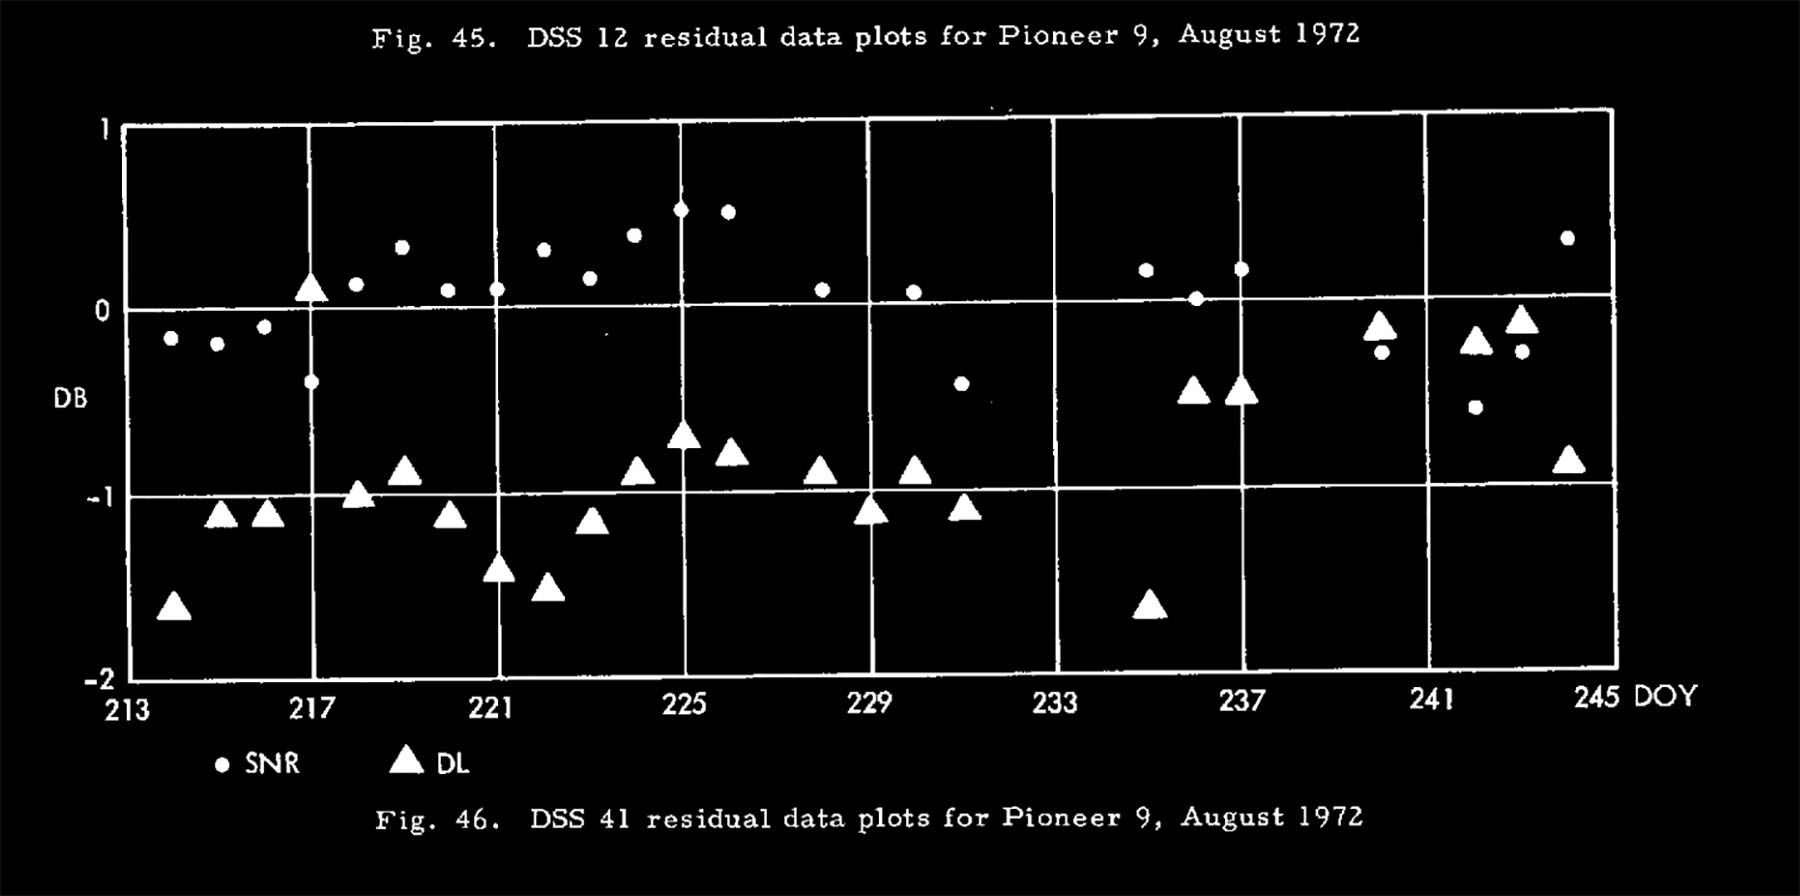 Fig. 45. DSS 12 residual data plots for Pioneer 9, August 1972
1
0
DB
-1
-2
213 217 221 225 229 233 237 241 245 DOY
SNR DL
Fig. 46. DSS 41 residual data plots for Pioneer 9, August 1972